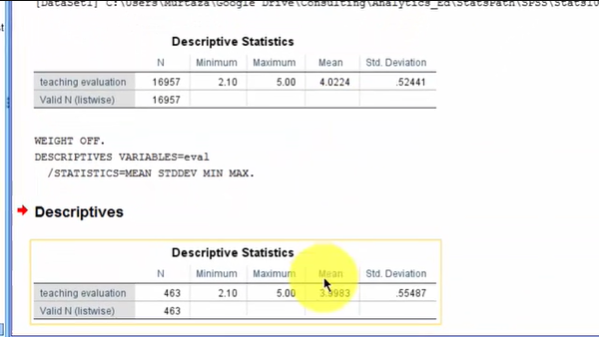 [DataSet1] C:\Users\Murtaza\Google Drive\Consulting\Analytics_Ed\StatsPath\SPSS\Stats10
st
Descriptive Statistics
N Minimum Maximum Mean Std. Deviation
teaching evaluation 16957 2.10 5.00 4.0224 .52441
Valid N (listwise) 16957
WEIGHT OFF.
DESCRIPTIVES VARIABLES=eval
/STATISTICS=MEAN STDDEV MIN MAX.
Descriptives
Descriptive Statistics
N Minimum Maximum Mean Std. Deviation
teaching evaluation 463 2.10 5.00 3.9983 .55487
Valid N (listwise) 463